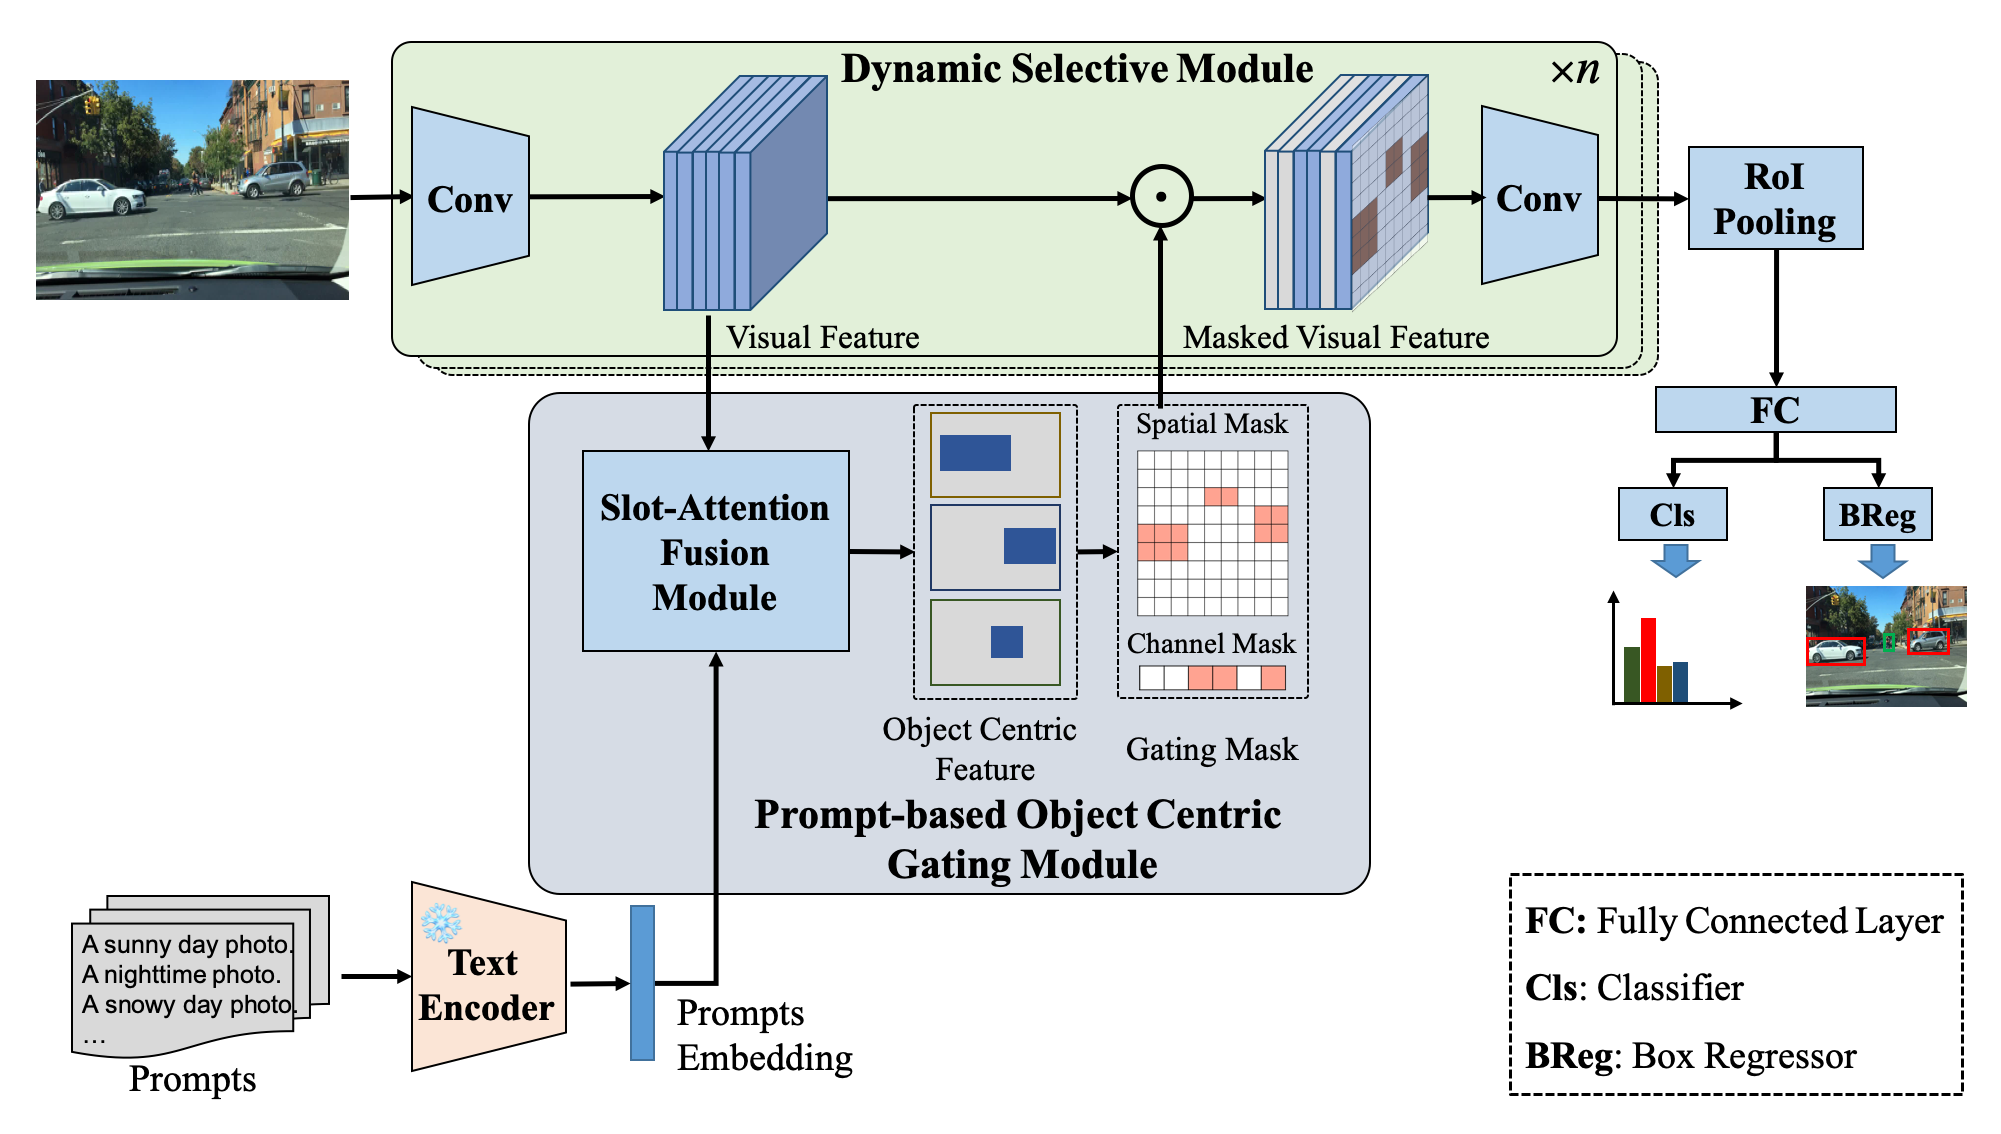 Dynamic Selective Module
×n
Conv
Visual Feature
Masked Visual Feature
Conv
RoI
Pooling
FC
Cls
BReg
Slot-Attention
Fusion
Module
Object Centric
Feature
Spatial Mask
Channel Mask
Gating Mask
Prompt-based Object Centric
Gating Module
A sunny day photo.
A nighttime photo.
A snowy day photo.
...
Prompts
Text
Encoder
Prompts
Embedding
FC: Fully Connected Layer
Cls: Classifier
BReg: Box Regressor